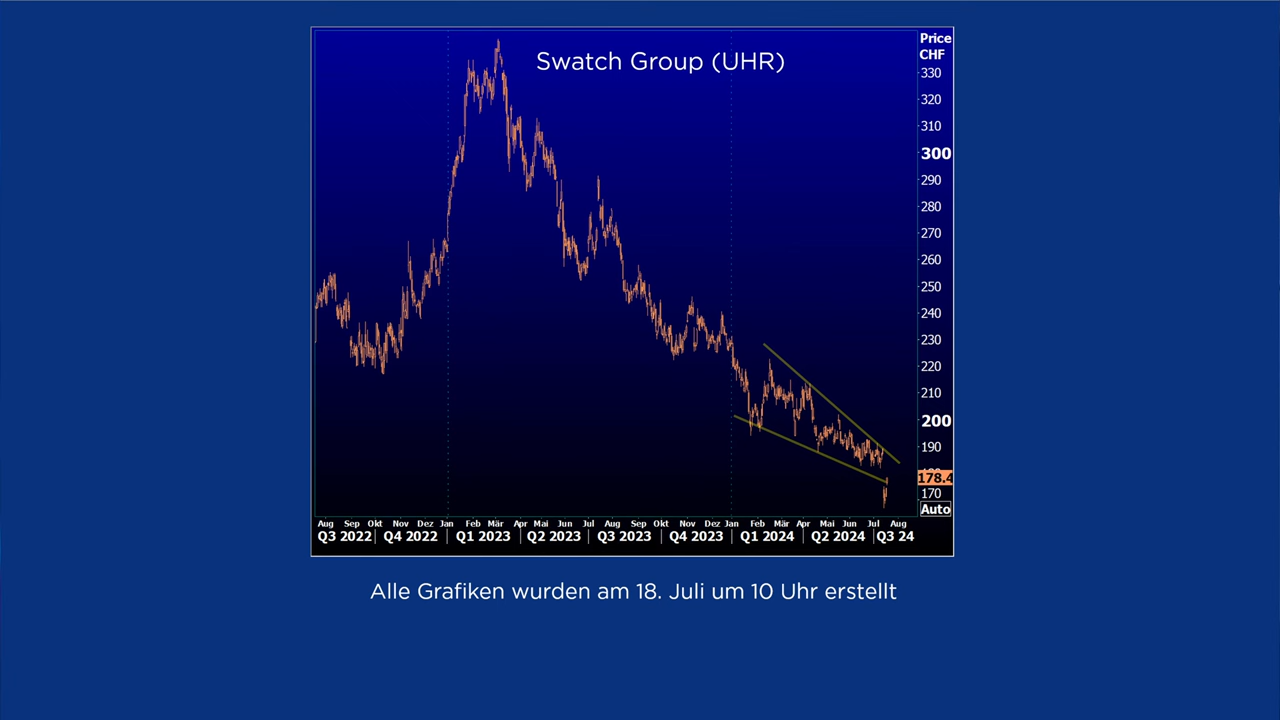 Swatch Group (UHR)
Price
CHF
330
320
310
300
290
280
270
260
250
240
230
220
210
200
190
178.4
170
Auto
Aug Sep Okt Nov Dez Jan Feb Mär Apr Mai Jun Jul Aug Sep Okt Nov Dez Jan Feb Mär Apr Mai Jun Jul Aug
Q3 2022 Q4 2022 Q1 2023 Q2 2023 Q3 2023 Q4 2023 Q1 2024 Q2 2024 Q3 24
Alle Grafiken wurden am 18. Juli um 10 Uhr erstellt